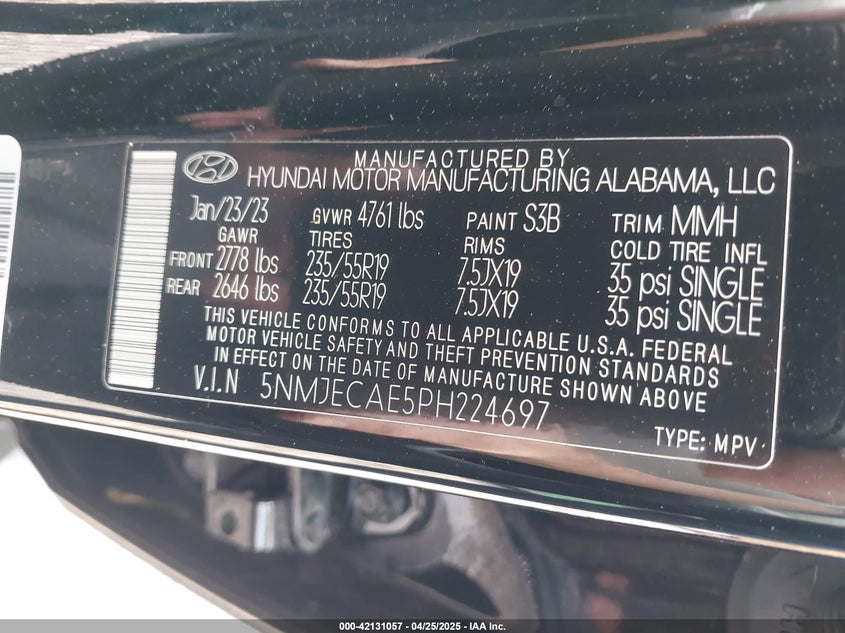 MANUFACTURED BY
HYUNDAI MOTOR MANUFACTURING ALABAMA, LLC
Jan/23/23 GVWR 4761 lbs PAINT S3B TRIM MMH
GAWR TIRES RIMS COLD TIRE INFL
FRONT 2778 lbs 235/55R19 7.5JX19 35 psi SINGLE
REAR 2646 lbs 235/55R19 7.5JX19 35 psi SINGLE
THIS VEHICLE CONFORMS TO ALL APPLICABLE U.S.A. FEDERAL
MOTOR VEHICLE SAFETY AND THEFT PREVENTION STANDARDS
IN EFFECT ON THE DATE OF MANUFACTURE SHOWN ABOVE
V.I.N 5NMJECAE5PH224697
TYPE: MPV
000-42131057 - 04/25/2025 - IAA Inc.